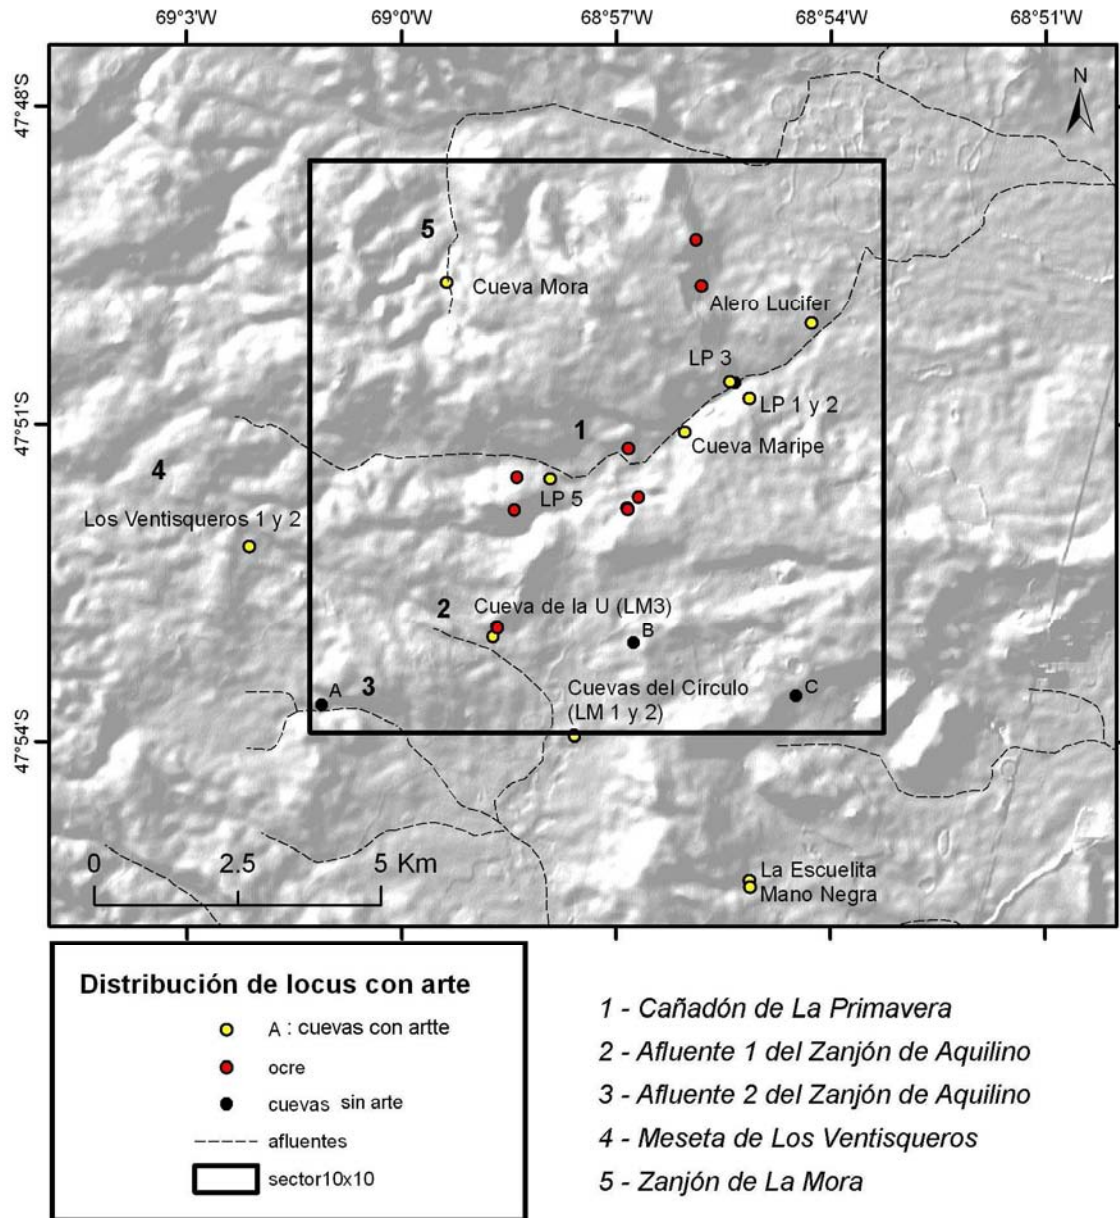 69°3'W
69°0'W
68°57'W
68°54'W
68°51'W
N
47°48'S
47°51'S
47°54'S
5
Cueva Mora
Alero Lucifer
LP 3
LP 1 y 2
1
Cueva Maripe
4
LP 5
Los Ventisqueros 1 y 2
2
Cueva de la U (LM3)
B
A
3
Cuevas del Círculo
(LM 1 y 2)
C
0
2.5
5 Km
La Escuelita
Mano Negra
Distribución de locus con arte
A : cuevas con artte
ocre
cuevas sin arte
afluentes
sector10x10
1 - Cañadón de La Primavera
2 - Afluente 1 del Zanjón de Aquilino
3 - Afluente 2 del Zanjón de Aquilino
4 - Meseta de Los Ventisqueros
5 - Zanjón de La Mora